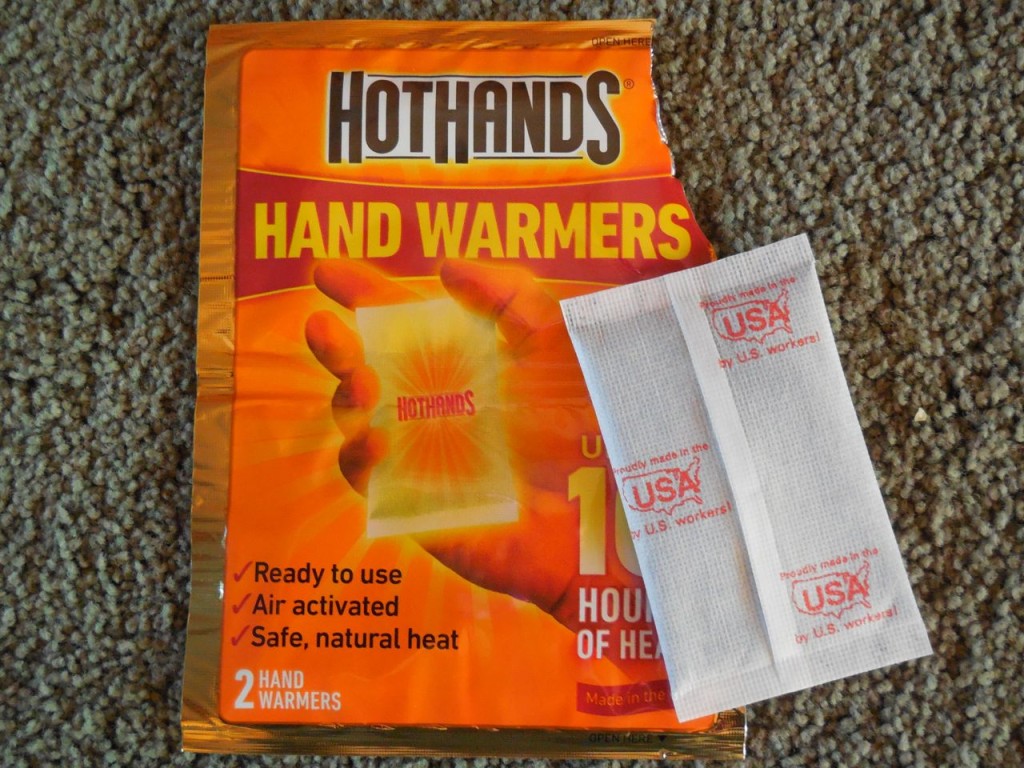 OPEN HERE
HOTHANDS®
HAND WARMERS
HOTHANDS
✓Ready to use
✓Air activated
✓Safe, natural heat
2 HAND
WARMERS
U
1
HOU
OF HEA
Made in the
OPEN HERE
Proudly made in the
USA
by U.S. workers!
Proudly made in the
USA
by U.S. workers!
Proudly made in the
USA
by U.S. workers!